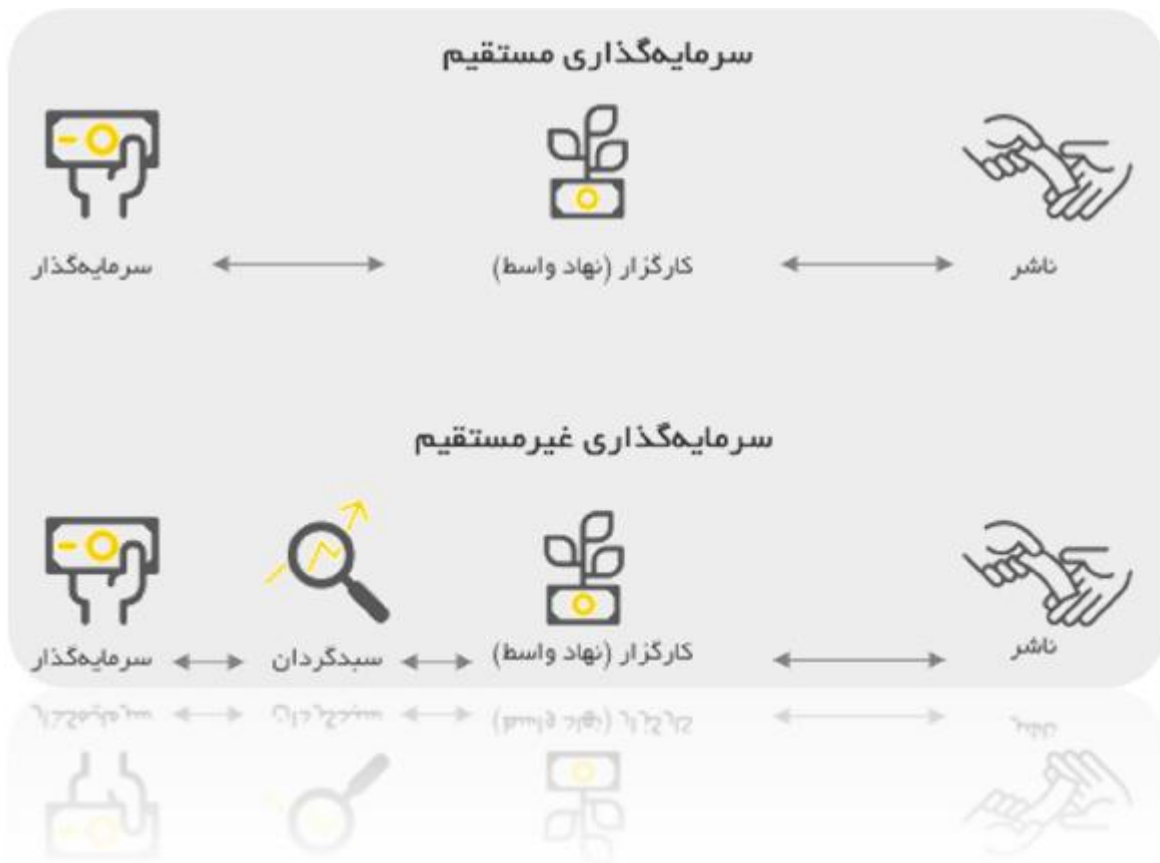 سرمایه‌گذاری مستقیم
ناشر کارگزار (نهاد واسط) سرمایه‌گذار
سرمایه‌گذاری غیرمستقیم
ناشر کارگزار (نهاد واسط) سبدگردان سرمایه‌گذار